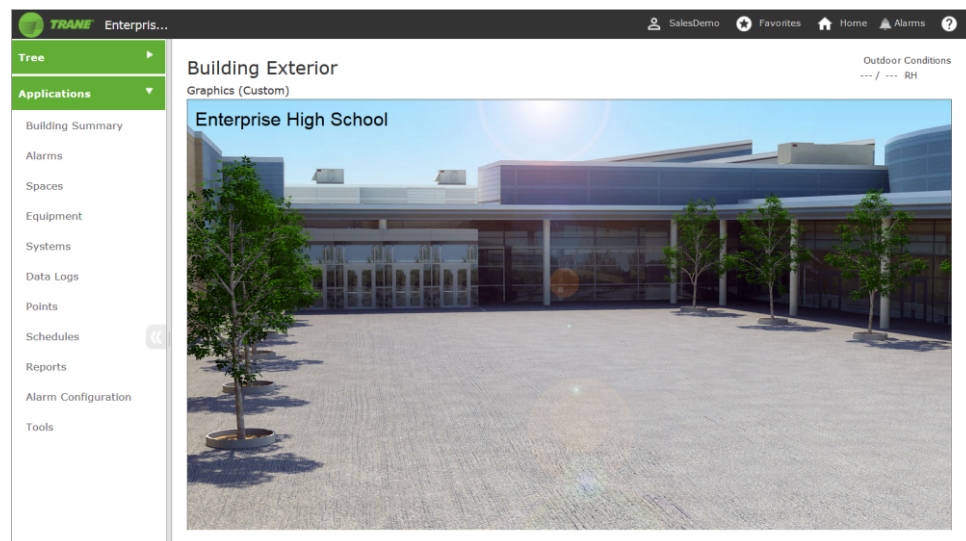 TRANE Enterpris...
SalesDemo Favorites Home Alarms ?
Tree
Applications
Building Summary
Alarms
Spaces
Equipment
Systems
Data Logs
Points
Schedules
Reports
Alarm Configuration
Tools
Building Exterior
Graphics (Custom)
Outdoor Conditions
--- / --- RH
Enterprise High School